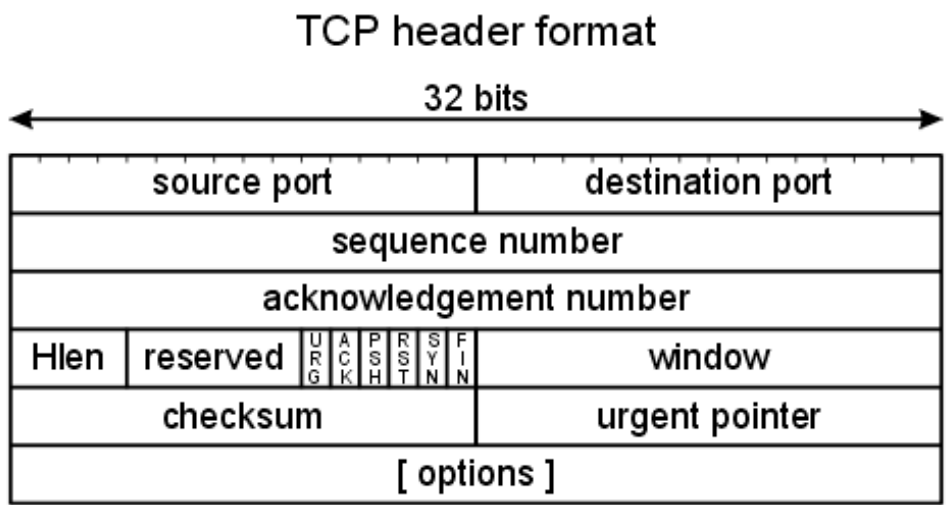 TCP header format
32 bits
source port destination port
sequence number
acknowledgement number
Hlen reserved URG ACK PSH RST SYN FIN window
checksum urgent pointer
[ options ]